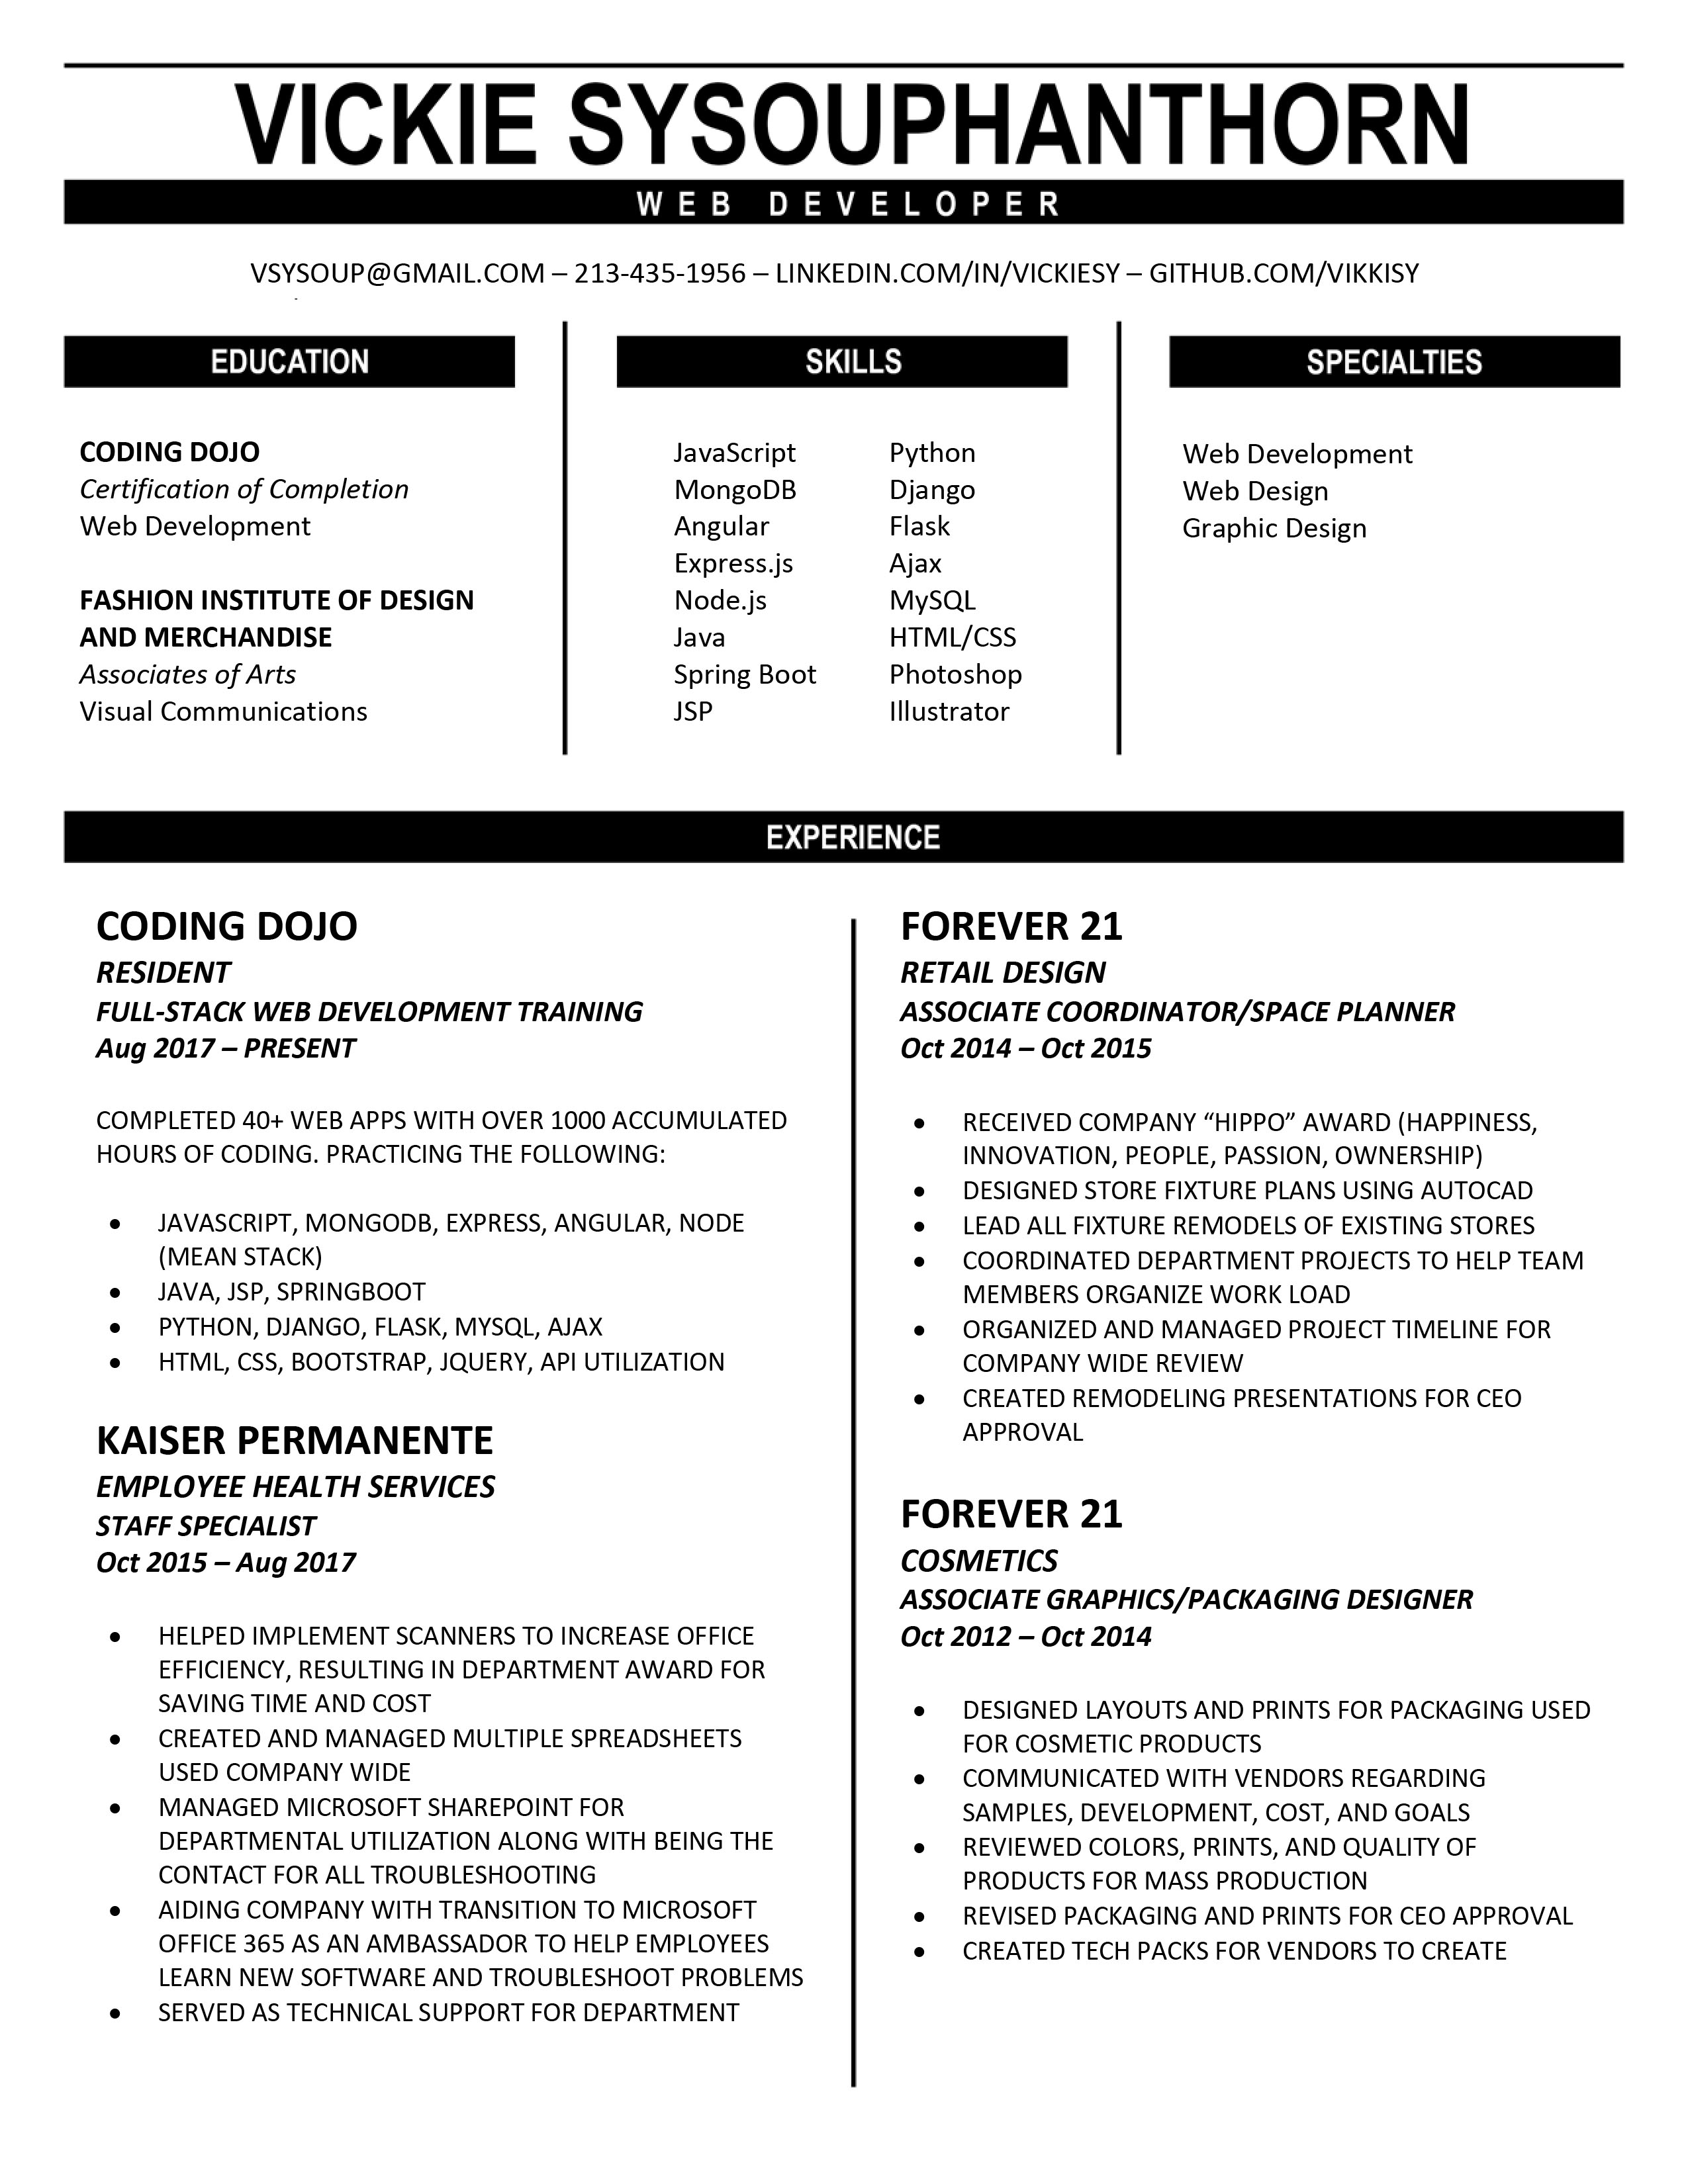 VICKIE SYSOUPHANTHORN
WEB DEVELOPER
VSYSOUP@GMAIL.COM – 213-435-1956 – LINKEDIN.COM/IN/VICKIESY – GITHUB.COM/VIKKISY
EDUCATION
CODING DOJO
Certification of Completion
Web Development
FASHION INSTITUTE OF DESIGN
AND MERCHANDISE
Associates of Arts
Visual Communications
SKILLS
JavaScript
MongoDB
Angular
Express.js
Node.js
Java
Spring Boot
JSP
Python
Django
Flask
Ajax
MySQL
HTML/CSS
Photoshop
Illustrator
SPECIALTIES
Web Development
Web Design
Graphic Design
EXPERIENCE
CODING DOJO
RESIDENT
FULL-STACK WEB DEVELOPMENT TRAINING
Aug 2017 – PRESENT
COMPLETED 40+ WEB APPS WITH OVER 1000 ACCUMULATED
HOURS OF CODING. PRACTICING THE FOLLOWING:
• JAVASCRIPT, MONGODB, EXPRESS, ANGULAR, NODE
(MEAN STACK)
• JAVA, JSP, SPRINGBOOT
• PYTHON, DJANGO, FLASK, MYSQL, AJAX
• HTML, CSS, BOOTSTRAP, JQUERY, API UTILIZATION
KAISER PERMANENTE
EMPLOYEE HEALTH SERVICES
STAFF SPECIALIST
Oct 2015 – Aug 2017
• HELPED IMPLEMENT SCANNERS TO INCREASE OFFICE
EFFICIENCY, RESULTING IN DEPARTMENT AWARD FOR
SAVING TIME AND COST
• CREATED AND MANAGED MULTIPLE SPREADSHEETS
USED COMPANY WIDE
• MANAGED MICROSOFT SHAREPOINT FOR
DEPARTMENTAL UTILIZATION ALONG WITH BEING THE
CONTACT FOR ALL TROUBLESHOOTING
• AIDING COMPANY WITH TRANSITION TO MICROSOFT
OFFICE 365 AS AN AMBASSADOR TO HELP EMPLOYEES
LEARN NEW SOFTWARE AND TROUBLESHOOT PROBLEMS
• SERVED AS TECHNICAL SUPPORT FOR DEPARTMENT
FOREVER 21
RETAIL DESIGN
ASSOCIATE COORDINATOR/SPACE PLANNER
Oct 2014 – Oct 2015
• RECEIVED COMPANY “HIPPO” AWARD (HAPPINESS,
INNOVATION, PEOPLE, PASSION, OWNERSHIP)
• DESIGNED STORE FIXTURE PLANS USING AUTOCAD
• LEAD ALL FIXTURE REMODELS OF EXISTING STORES
• COORDINATED DEPARTMENT PROJECTS TO HELP TEAM
MEMBERS ORGANIZE WORK LOAD
• ORGANIZED AND MANAGED PROJECT TIMELINE FOR
COMPANY WIDE REVIEW
• CREATED REMODELING PRESENTATIONS FOR CEO
APPROVAL
FOREVER 21
COSMETICS
ASSOCIATE GRAPHICS/PACKAGING DESIGNER
Oct 2012 – Oct 2014
• DESIGNED LAYOUTS AND PRINTS FOR PACKAGING USED
FOR COSMETIC PRODUCTS
• COMMUNICATED WITH VENDORS REGARDING
SAMPLES, DEVELOPMENT, COST, AND GOALS
• REVIEWED COLORS, PRINTS, AND QUALITY OF
PRODUCTS FOR MASS PRODUCTION
• REVISED PACKAGING AND PRINTS FOR CEO APPROVAL
• CREATED TECH PACKS FOR VENDORS TO CREATE